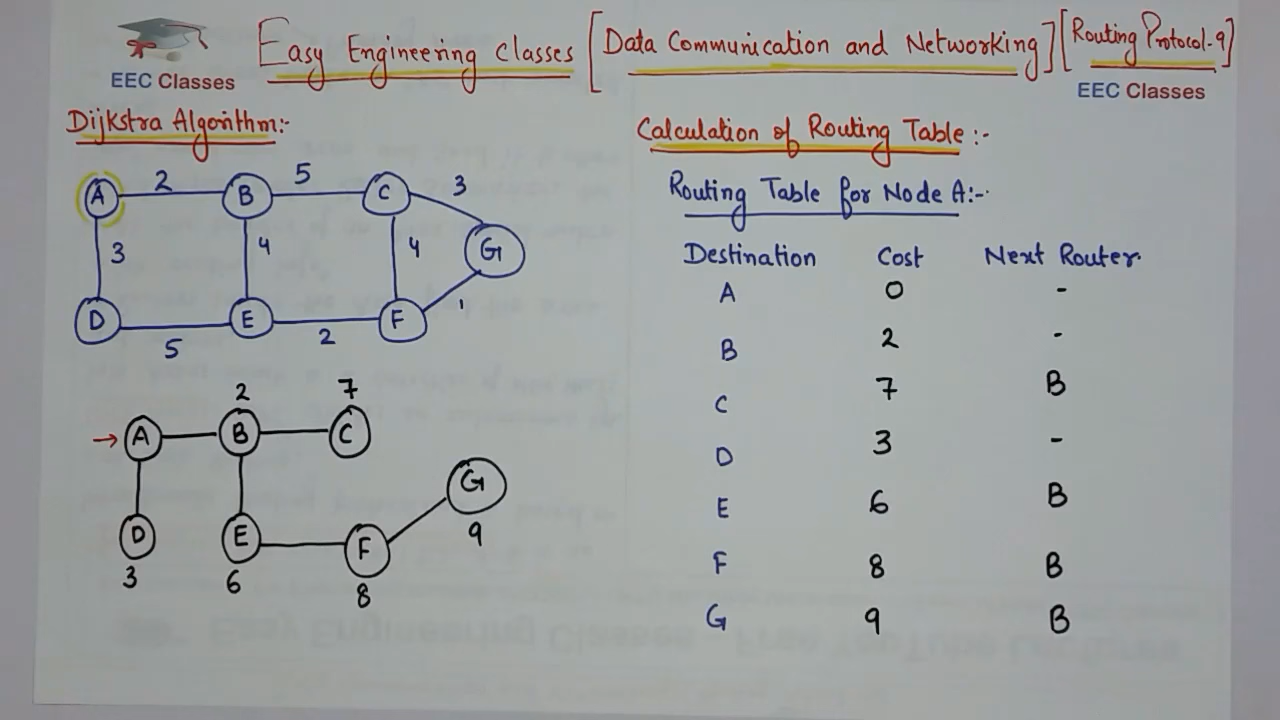 EEC Classes
Easy Engineering Classes [Data Communication and Networking] [Routing Protocol-9]
EEC Classes
Dijkstra Algorithm:-
A 2 B 5 C 3
3 4 4 G
D 5 E 2 F 1
2 7
→ A B C
G
D E F 9
3 6 8
Calculation of Routing Table :-
Routing Table for Node A:-
Destination Cost Next Router
A 0 -
B 2 -
C 7 B
D 3 -
E 6 B
F 8 B
G 9 B